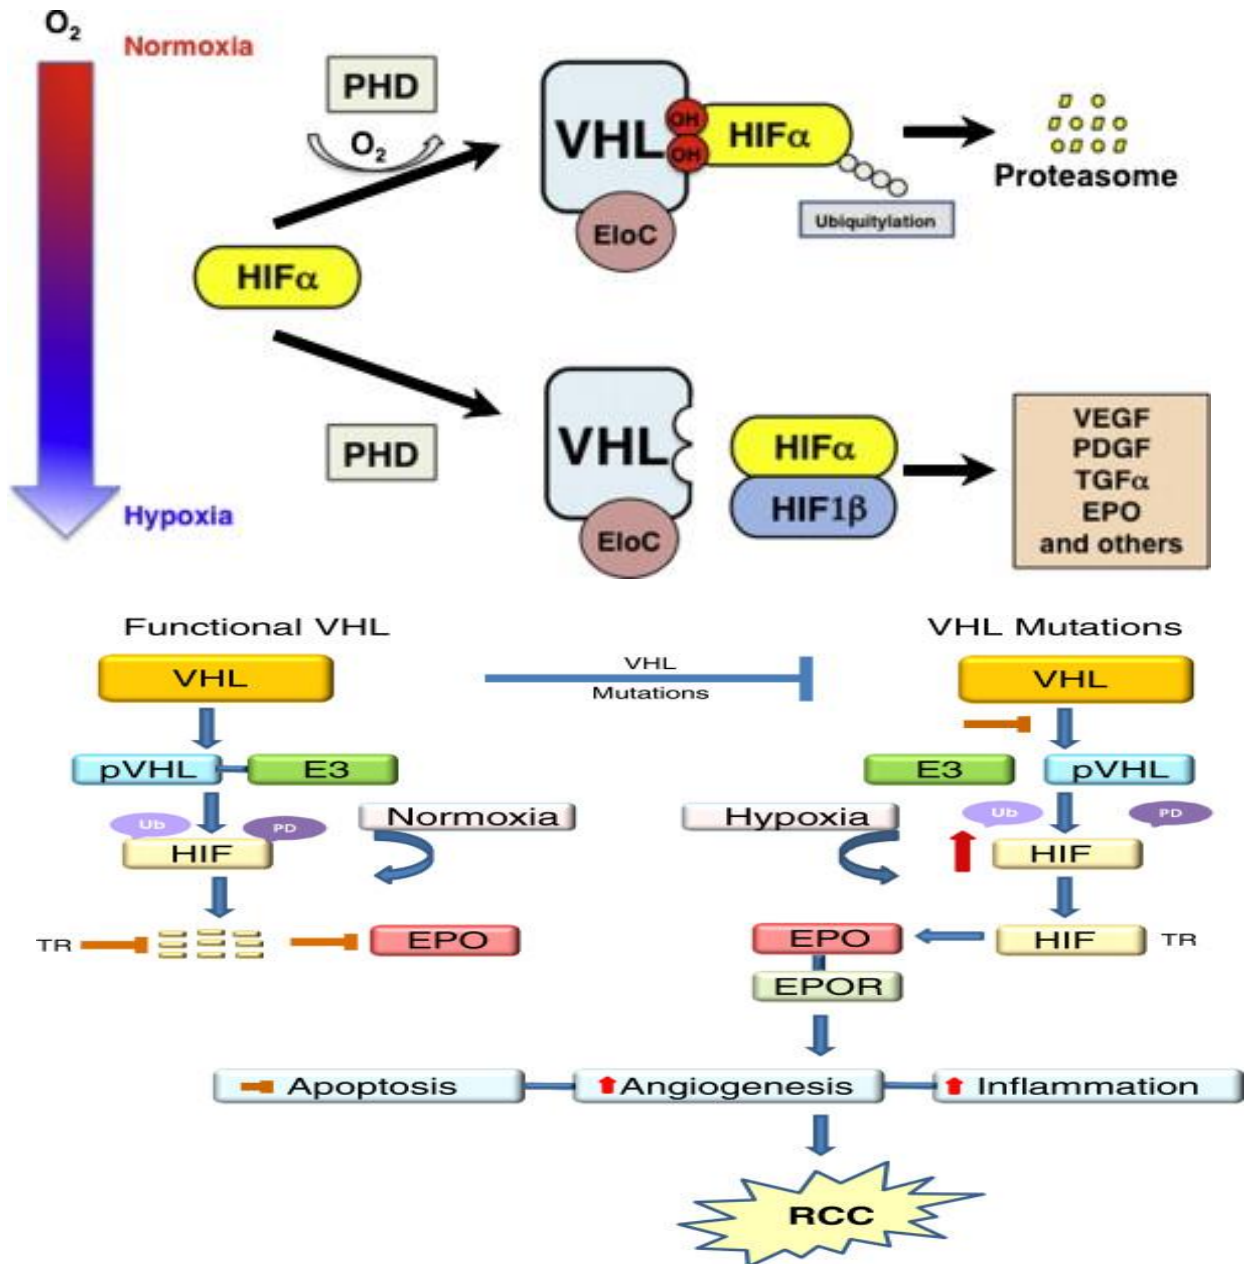 O₂
Normoxia
PHD
O₂
VHL
OH
OH
HIFα
EloC
Ubiquitylation
Proteasome
HIFα
PHD
VHL
EloC
HIFα
HIF1β
VEGF
PDGF
TGFα
EPO
and others
Hypoxia
Functional VHL
VHL Mutations
VHL
VHL
Mutations
VHL
pVHL
E3
E3
pVHL
Ub
PD
Normoxia
Hypoxia
Ub
PD
HIF
HIF
TR
EPO
EPO
HIF
TR
EPOR
Apoptosis
Angiogenesis
Inflammation
RCC